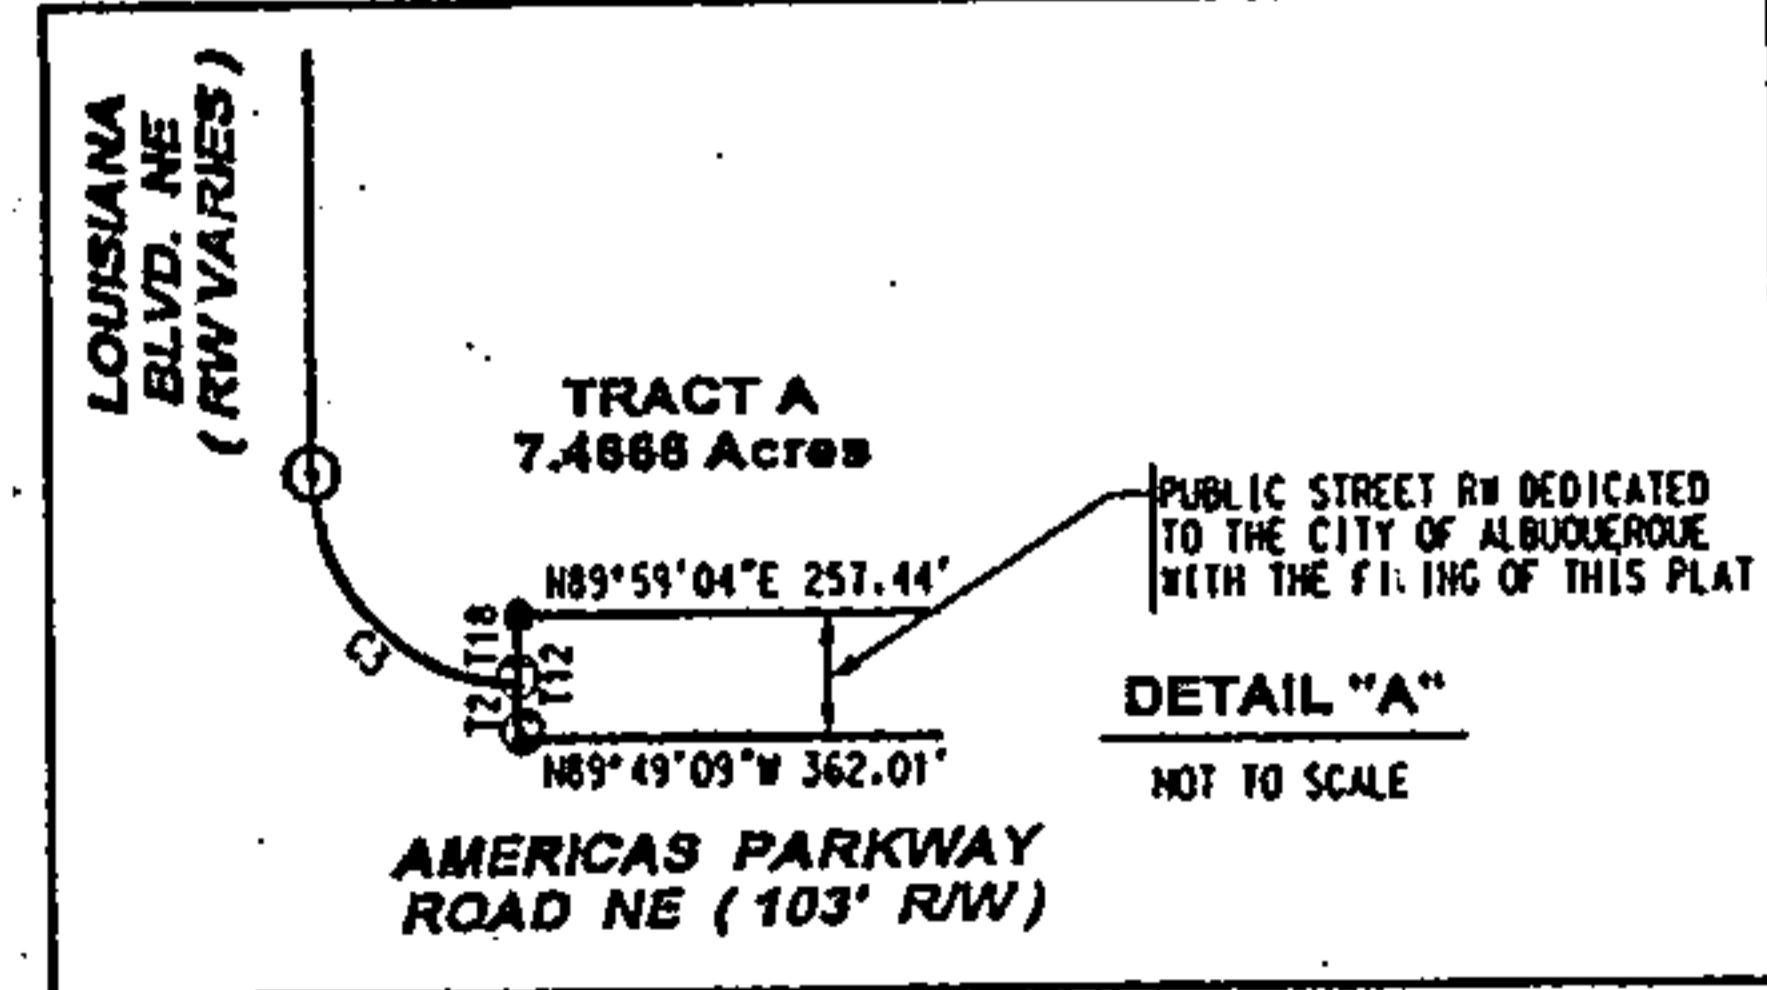 LOUISIANA
BLVD. NE
(RW VARIES)
TRACT A
7.4666 Acres
PUBLIC STREET RW DEDICATED
TO THE CITY OF ALBUQUERQUE
WITH THE FILING OF THIS PLAT
N89°59'04"E 257.44'
T18
T12
T2
C3
N89°49'09"W 362.01'
DETAIL "A"
NOT TO SCALE
AMERICAS PARKWAY
ROAD NE (103' R/W)